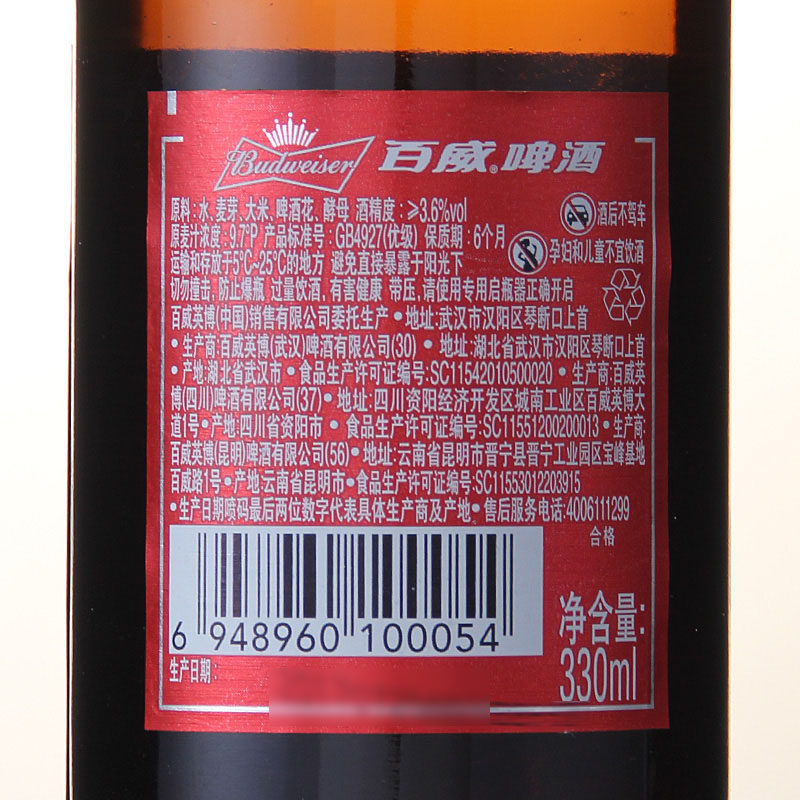 Budweiser 百威®啤酒
原料:水、麦芽、大米、啤酒花、酵母 酒精度:≥3.6%vol
酒后不驾车
原麦汁浓度:9.7°P 产品标准号:GB4927(优级) 保质期:6个月
孕妇和儿童不宜饮酒
运输和存放于5℃~25℃的地方 避免直接暴露于阳光下
切勿撞击,防止爆瓶 过量饮酒,有害健康 带压,请使用专用启瓶器正确开启
百威英博(中国)销售有限公司委托生产•地址:武汉市汉阳区琴断口上首
•生产商:百威英博(武汉)啤酒有限公司(30) •地址:湖北省武汉市汉阳区琴断口上首
•产地:湖北省武汉市•食品生产许可证编号:SC11542010500020 •生产商:百威英
博(四川)啤酒有限公司(37)•地址:四川资阳经济开发区城南工业区百威英博大
道1号•产地:四川省资阳市 •食品生产许可证编号:SC11551200200013•生产商:
百威英博(昆明)啤酒有限公司(56)•地址:云南省昆明市晋宁县晋宁工业园区宝峰基地
百威路1号•产地:云南省昆明市•食品生产许可证编号:SC11553012203915
•生产日期喷码最后两位数字代表具体生产商及产地•售后服务电话:4006111299
合格
6 948960 100054
净含量:
330ml
生产日期: